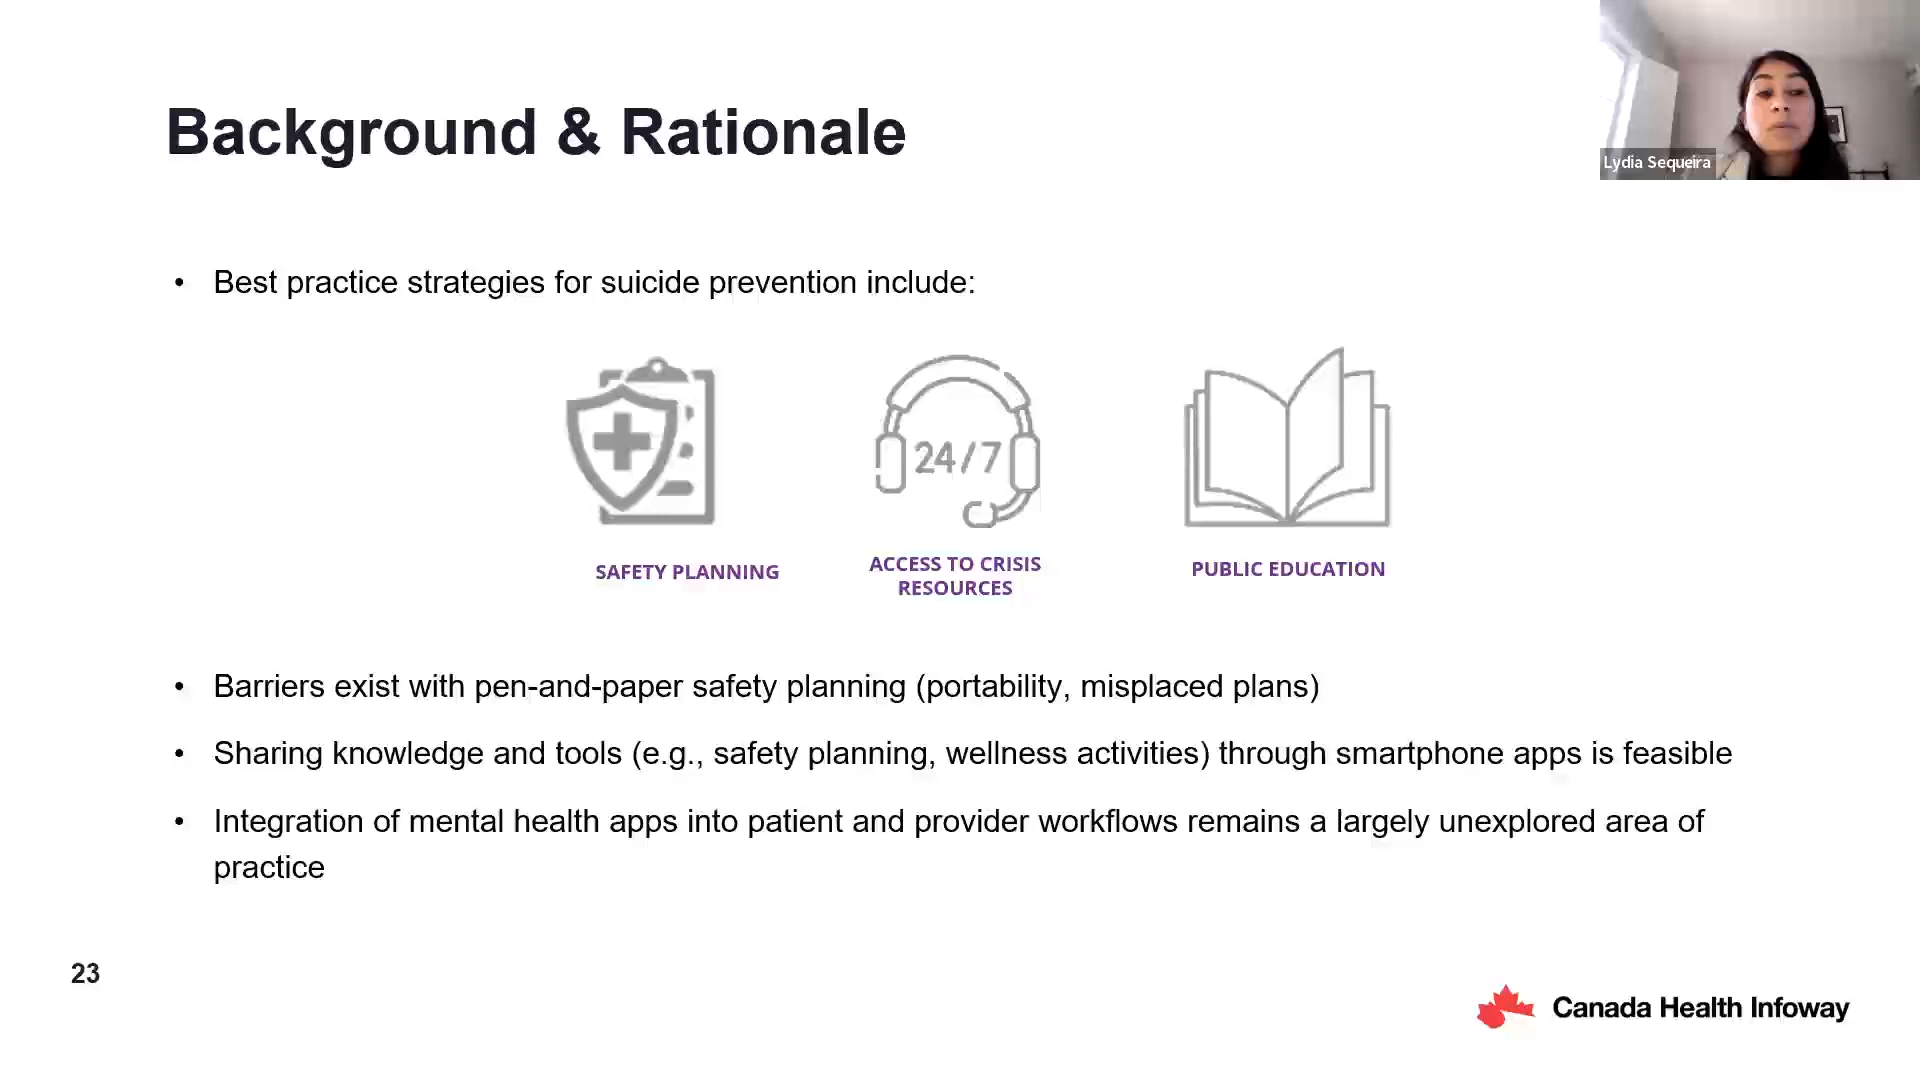 Background & Rationale
Lydia Sequeira
• Best practice strategies for suicide prevention include:
24/7
SAFETY PLANNING
ACCESS TO CRISIS
RESOURCES
PUBLIC EDUCATION
• Barriers exist with pen-and-paper safety planning (portability, misplaced plans)
• Sharing knowledge and tools (e.g., safety planning, wellness activities) through smartphone apps is feasible
• Integration of mental health apps into patient and provider workflows remains a largely unexplored area of
practice
23
Canada Health Infoway